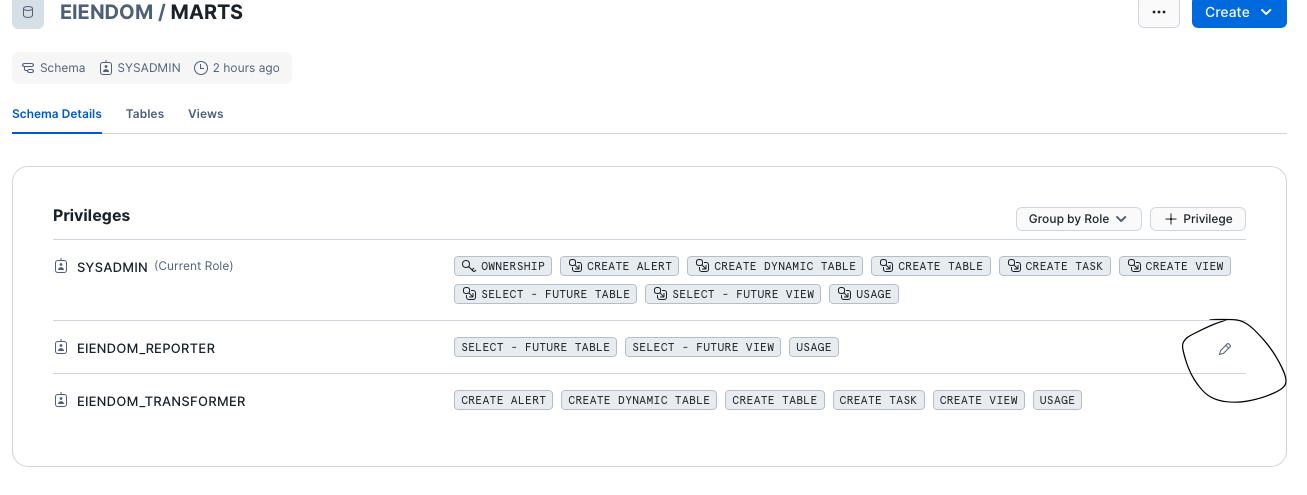 EIENDOM / MARTS
... Create
Schema SYSADMIN 2 hours ago
Schema Details Tables Views
Privileges
Group by Role + Privilege
SYSADMIN (Current Role) OWNERSHIP CREATE ALERT CREATE DYNAMIC TABLE CREATE TABLE CREATE TASK CREATE VIEW
SELECT - FUTURE TABLE SELECT - FUTURE VIEW USAGE
EIENDOM_REPORTER SELECT - FUTURE TABLE SELECT - FUTURE VIEW USAGE
EIENDOM_TRANSFORMER CREATE ALERT CREATE DYNAMIC TABLE CREATE TABLE CREATE TASK CREATE VIEW USAGE